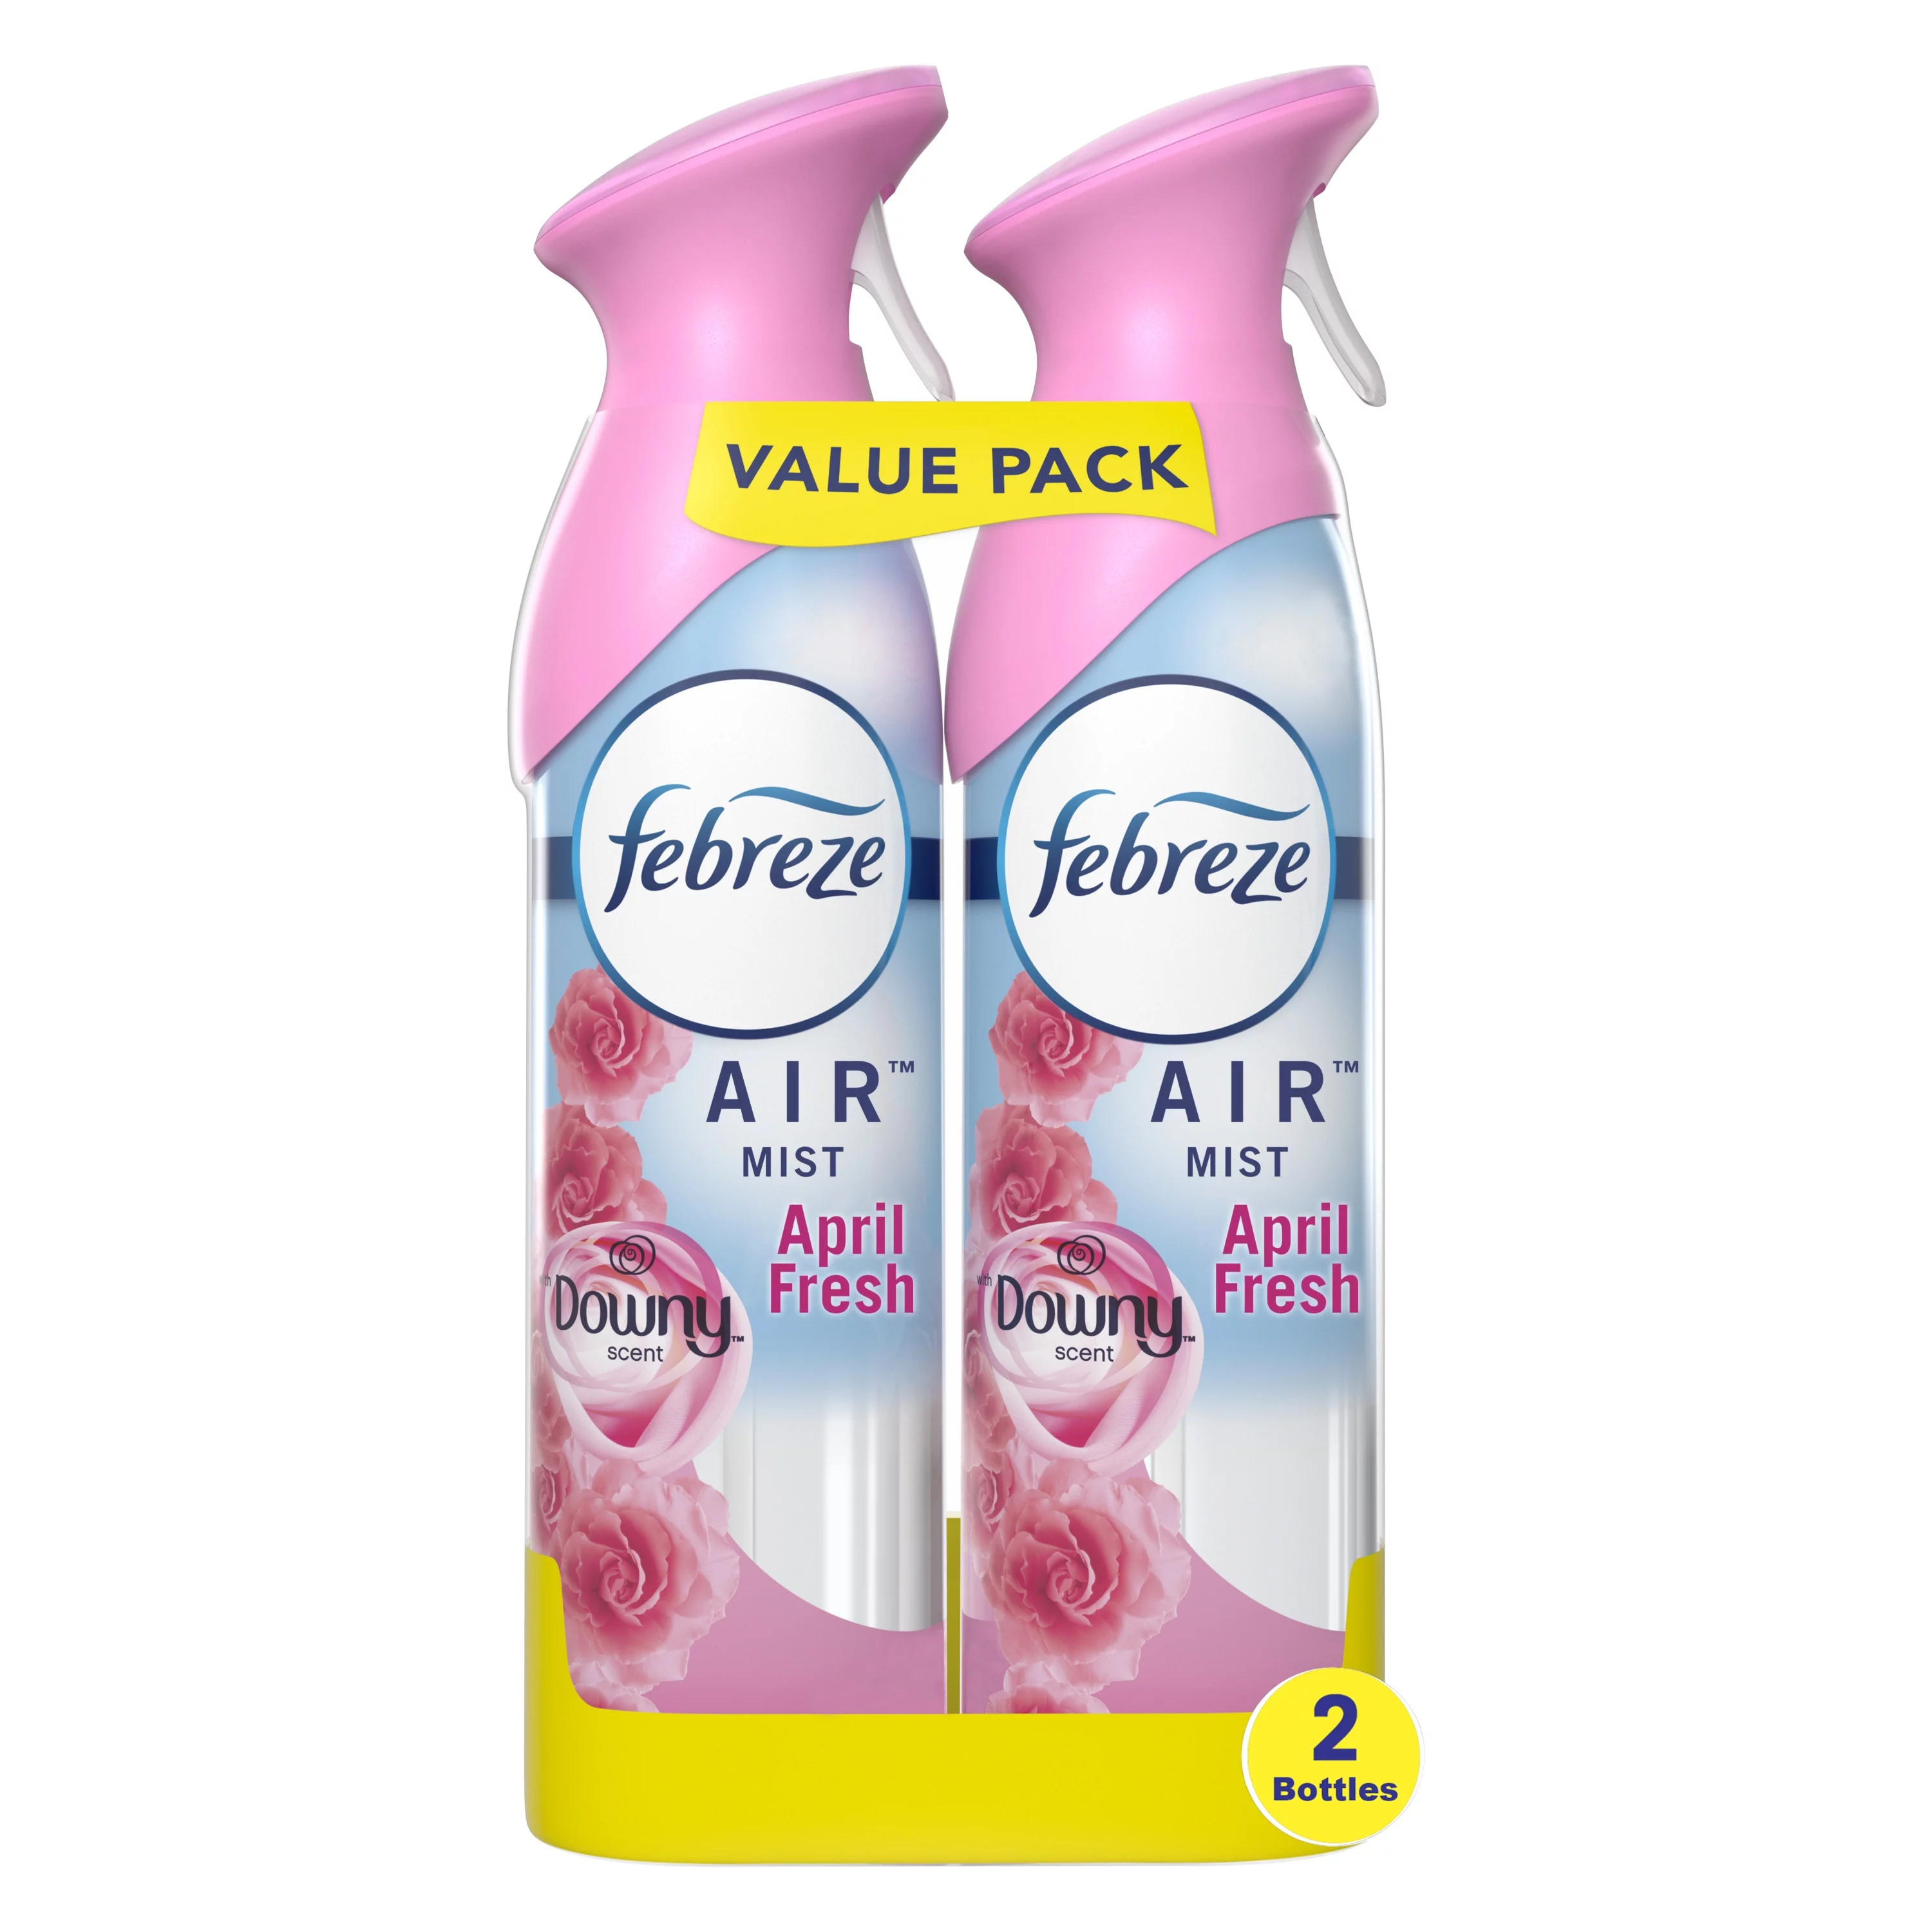 VALUE PACK
febreze
AIR™
MIST
April
Fresh
with
Downy™
scent
febreze
AIR™
MIST
April
Fresh
with
Downy™
scent
2
Bottles